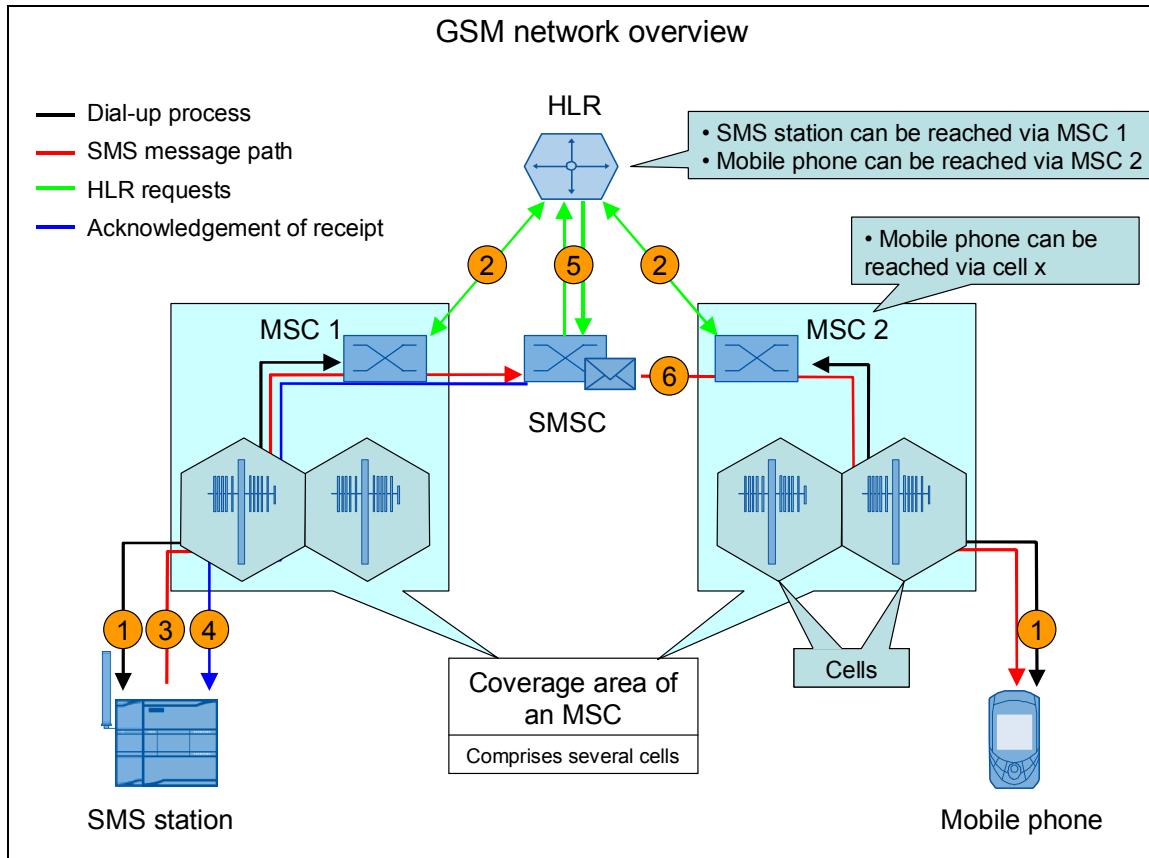 GSM network overview
Dial-up process
SMS message path
HLR requests
Acknowledgement of receipt
HLR
• SMS station can be reached via MSC 1
• Mobile phone can be reached via MSC 2
• Mobile phone can be
reached via cell x
2
5
2
MSC 1
MSC 2
6
SMSC
1
3
4
1
Cells
Coverage area of
an MSC
Comprises several cells
SMS station
Mobile phone